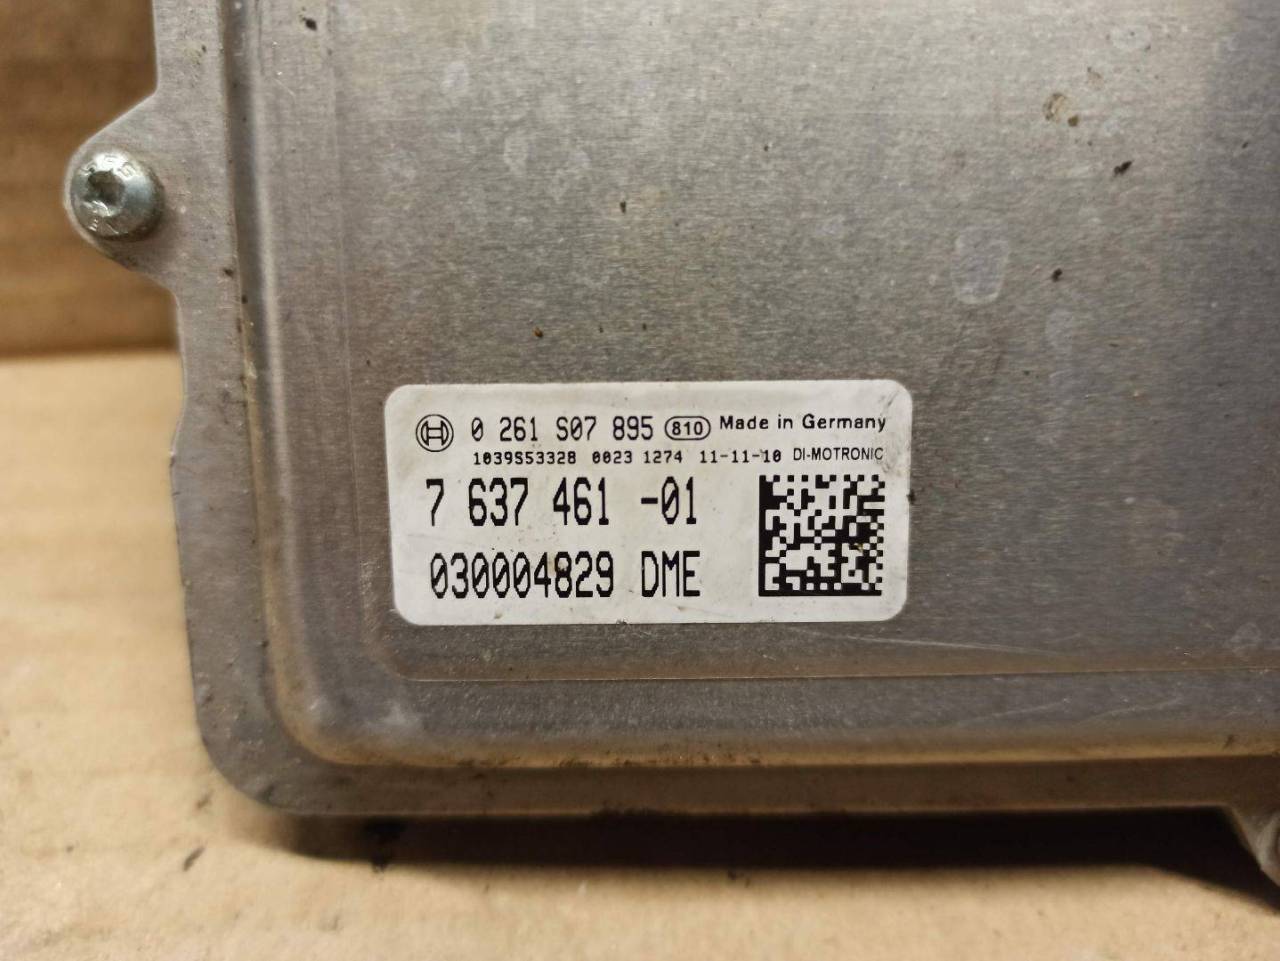 0 261 S07 895 810 Made in Germany
1039S53328 0023 1274 11-11-10 DI-MOTRONIC
7 637 461 -01
030004829 DME